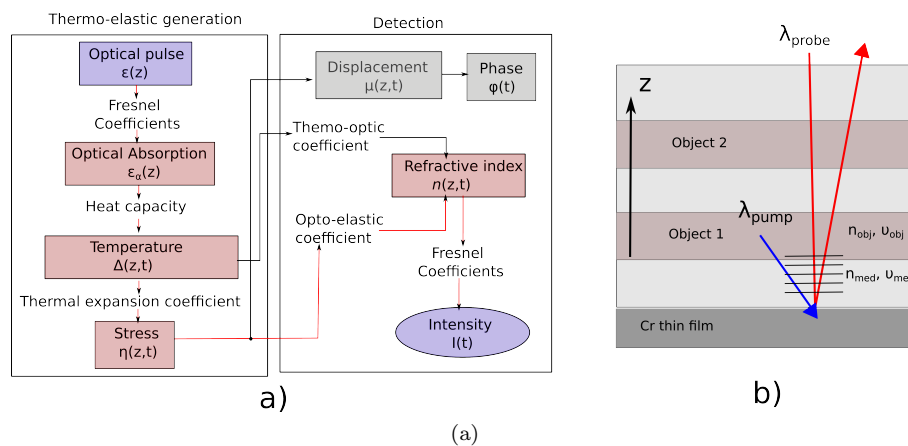 Thermo-elastic generation
Optical pulse
ε(z)
Fresnel
Coefficients
Optical Absorption
εα(z)
Heat capacity
Temperature
Δ(z,t)
Thermal expansion coefficient
Stress
η(z,t)
Detection
Displacement
μ(z,t)
Phase
φ(t)
Themo-optic
coefficient
Refractive index
n(z,t)
Opto-elastic
coefficient
Fresnel
Coefficients
Intensity
I(t)
a)
λprobe
z
Object 2
λpump
Object 1
nobj, υobj
nmed, υme
Cr thin film
b)
(a)